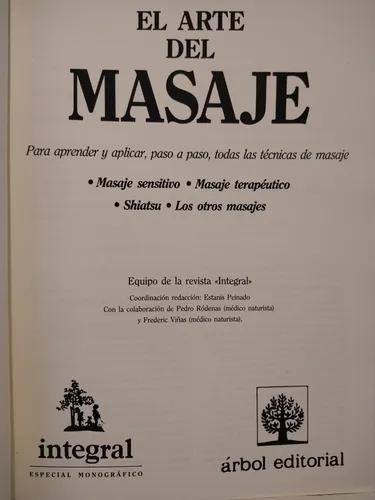 EL ARTE
DEL
MASAJE
Para aprender y aplicar, paso a paso, todas las técnicas de masaje
• Masaje sensitivo • Masaje terapéutico
• Shiatsu • Los otros masajes
Equipo de la revista «Integral»
Coordinación redacción: Estanis Peinado
Con la colaboración de Pedro Ródenas (médico naturista)
y Frederic Viñas (médico naturista).
integral
ESPECIAL MONOGRÁFICO
árbol editorial